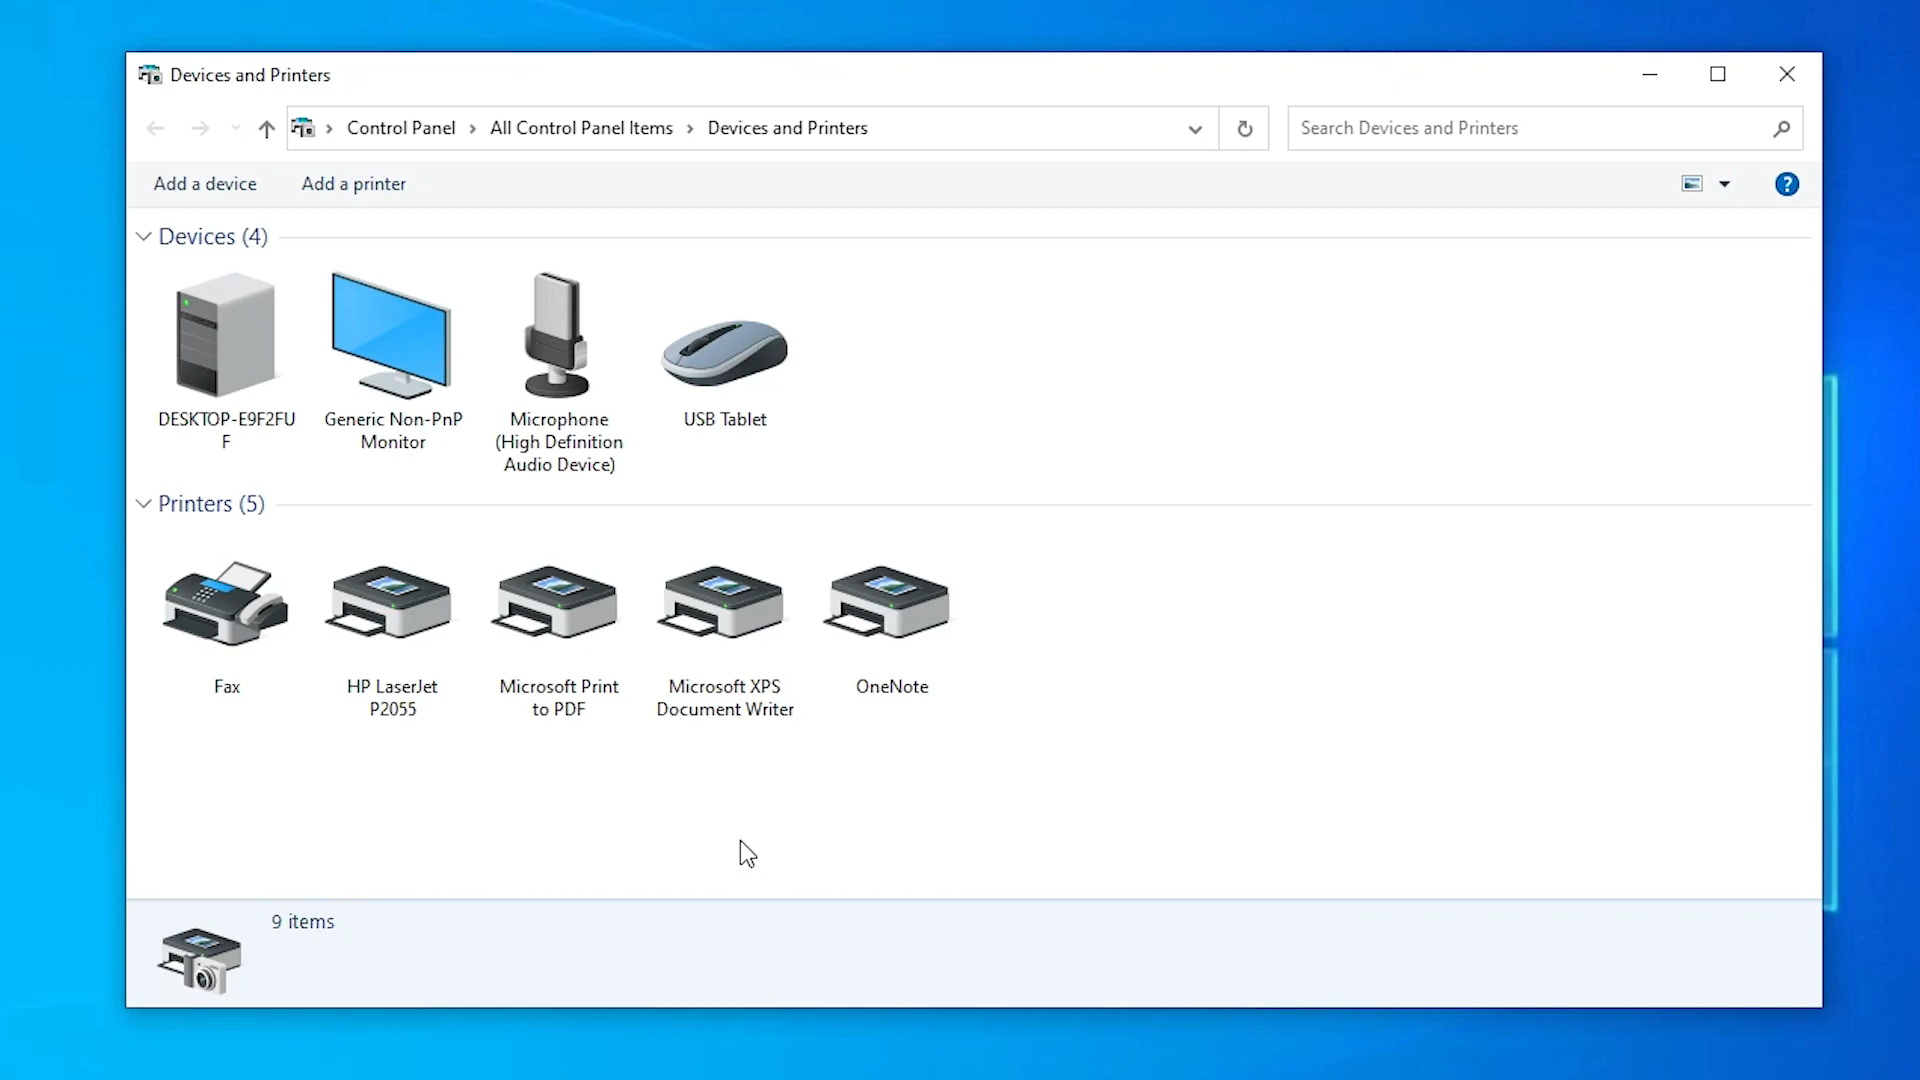 Devices and Printers
Control Panel > All Control Panel Items > Devices and Printers
Search Devices and Printers
Add a device
Add a printer
?
Devices (4)
DESKTOP-E9F2FU
F
Generic Non-PnP
Monitor
Microphone
(High Definition
Audio Device)
USB Tablet
Printers (5)
Fax
HP LaserJet
P2055
Microsoft Print
to PDF
Microsoft XPS
Document Writer
OneNote
9 items